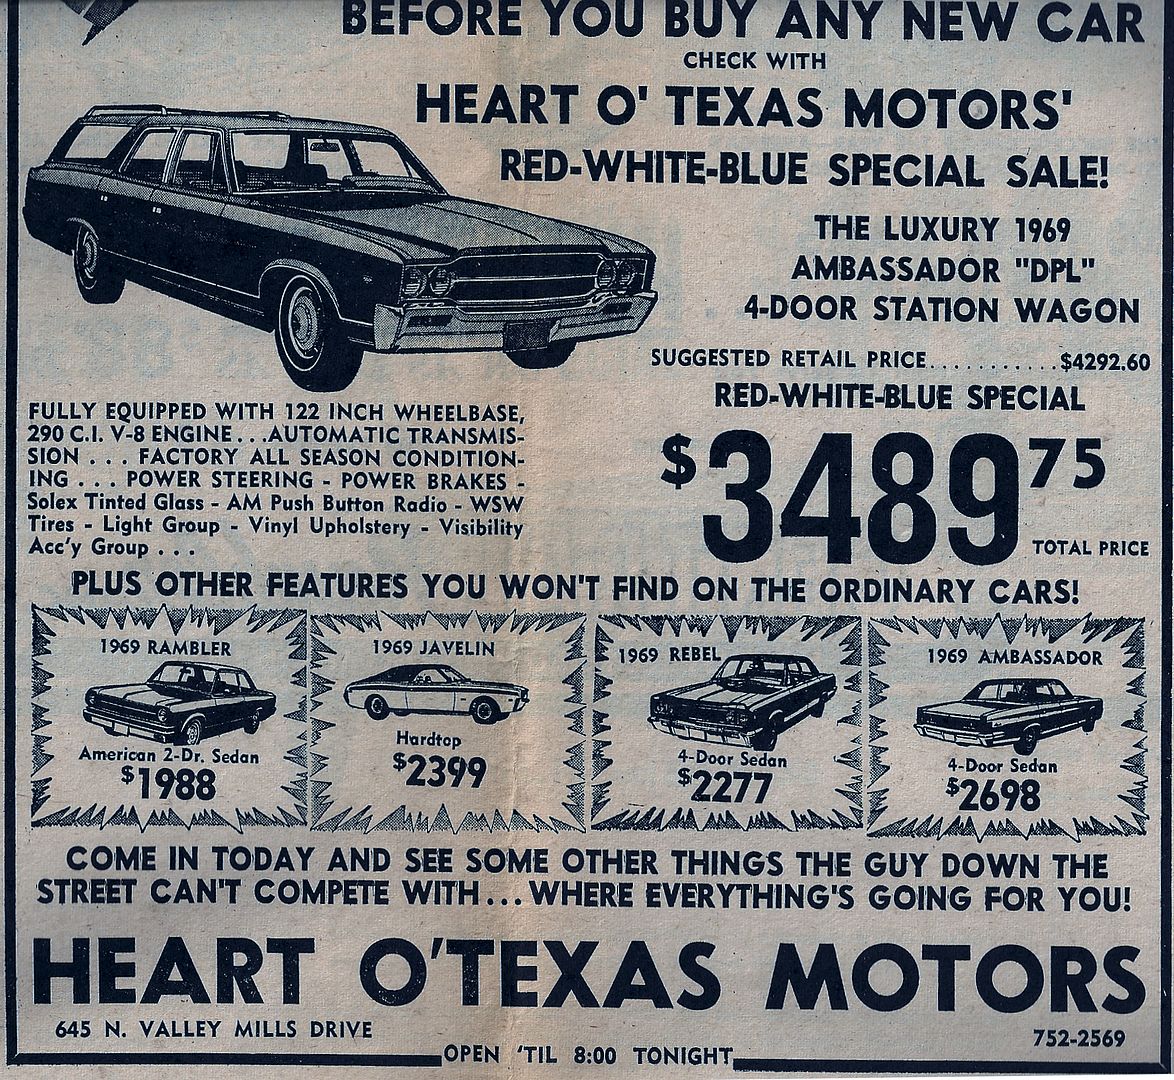 BEFORE YOU BUY ANY NEW CAR
CHECK WITH
HEART O' TEXAS MOTORS'
RED-WHITE-BLUE SPECIAL SALE!
THE LUXURY 1969
AMBASSADOR "DPL"
4-DOOR STATION WAGON
SUGGESTED RETAIL PRICE...........$4292.60
RED-WHITE-BLUE SPECIAL
$3489 75
TOTAL PRICE
FULLY EQUIPPED WITH 122 INCH WHEELBASE,
290 C.I. V-8 ENGINE...AUTOMATIC TRANSMIS-
SION . . . FACTORY ALL SEASON CONDITION-
ING . . . POWER STEERING - POWER BRAKES -
Solex Tinted Glass - AM Push Button Radio - WSW
Tires - Light Group - Vinyl Upholstery - Visibility
Acc'y Group . . .
PLUS OTHER FEATURES YOU WON'T FIND ON THE ORDINARY CARS!
1969 RAMBLER
American 2-Dr. Sedan
$1988
1969 JAVELIN
Hardtop
$2399
1969 REBEL
4-Door Sedan
$2277
1969 AMBASSADOR
4-Door Sedan
$2698
COME IN TODAY AND SEE SOME OTHER THINGS THE GUY DOWN THE
STREET CAN'T COMPETE WITH...WHERE EVERYTHING'S GOING FOR YOU!
HEART O'TEXAS MOTORS
645 N. VALLEY MILLS DRIVE
752-2569
OPEN 'TIL 8:00 TONIGHT